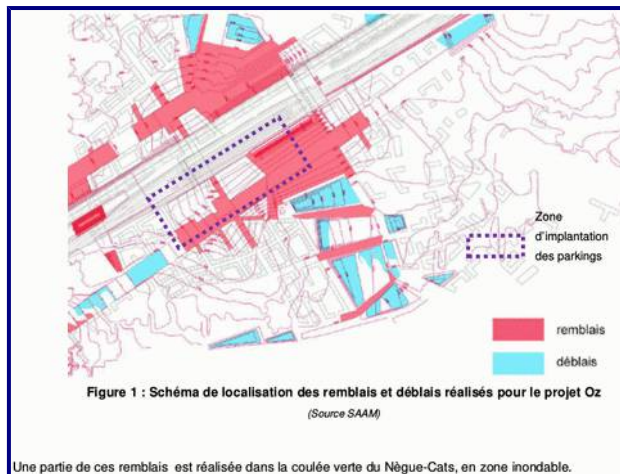 Zone
d'implantation
des parkings
remblais
déblais
Figure 1 : Schéma de localisation des remblais et déblais réalisés pour le projet Oz
(Source SAAM)
Une partie de ces remblais est réalisée dans la coulée verte du Nègue-Cats, en zone inondable.